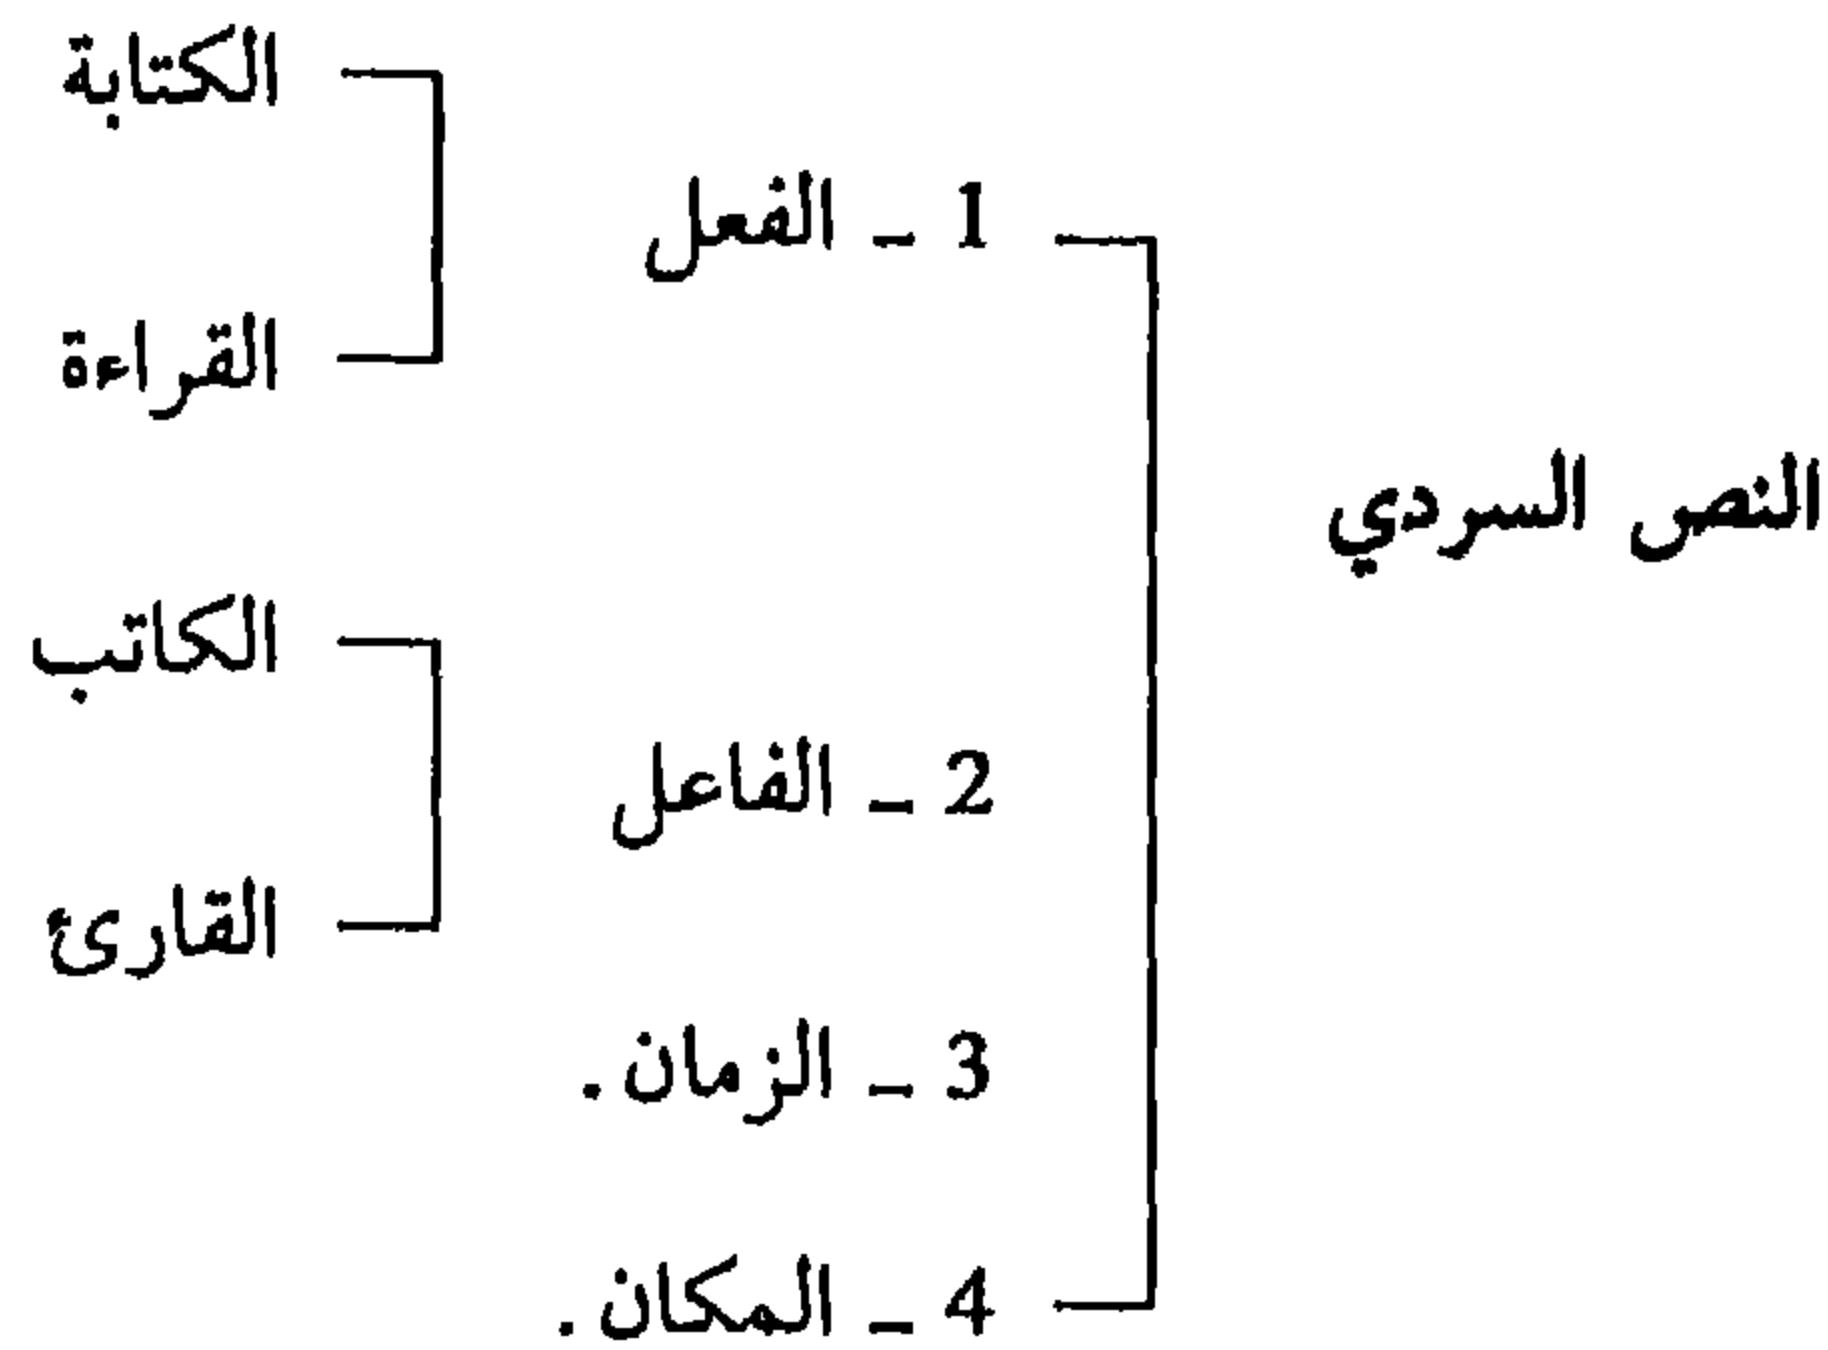 الكتابة
1 ـ الفعل
القراءة
النص السردي
الكاتب
2 ـ الفاعل
القارئ
3 ـ الزمان .
4 ـ المكان .